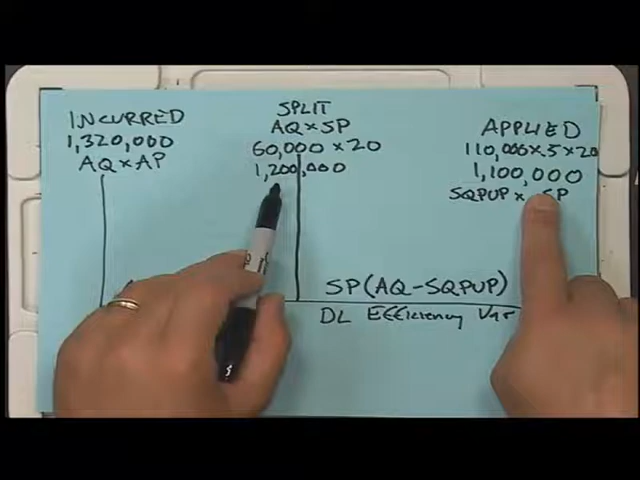 INCURRED
1,320,000
AQ×AP
SPLIT
AQ×SP
60,000 × 20
1,200,000
APPLIED
110,000×.5×20
1,100,000
SQPUP × SP
SP(AQ-SQPUP)
DL Efficiency Var